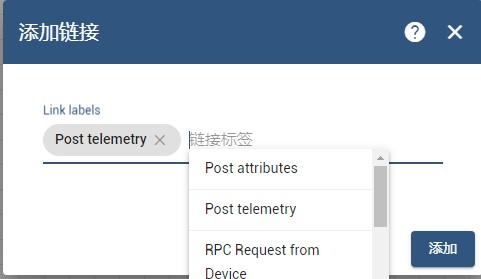 添加链接
Link labels
Post telemetry
链接标签
Post attributes
Post telemetry
RPC Request from
Device
添加